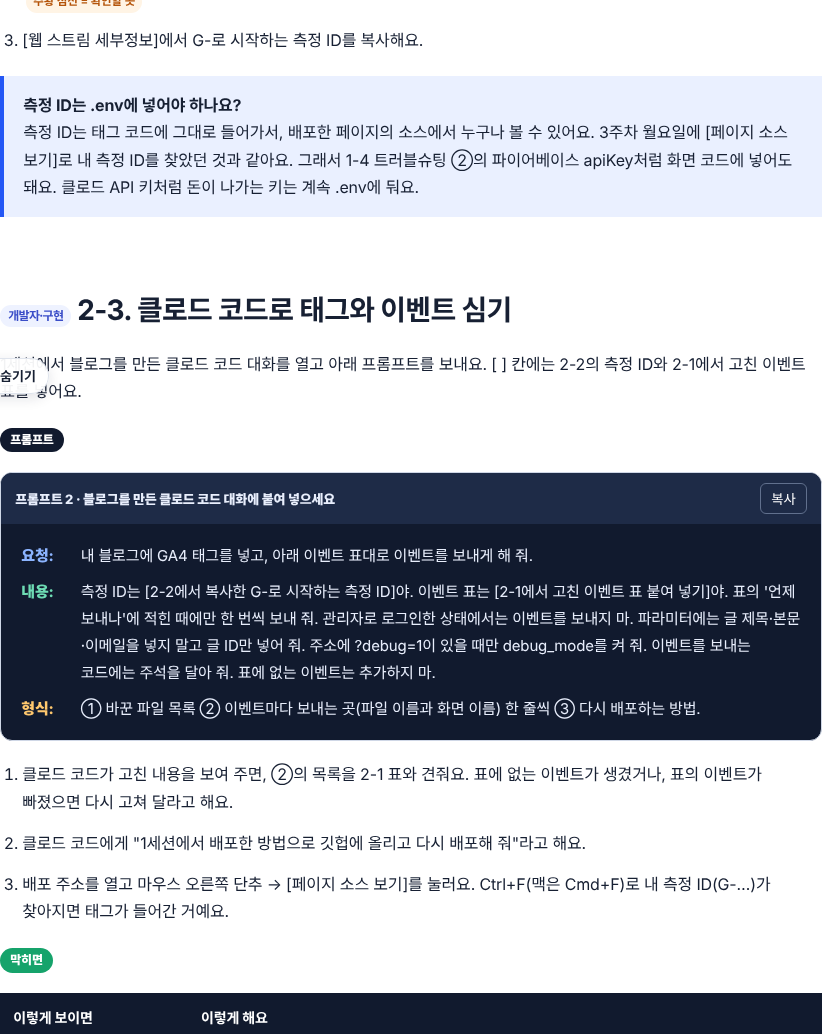 주황 점선 = 확인할 곳
3. [웹 스트림 세부정보]에서 G-로 시작하는 측정 ID를 복사해요.
측정 ID는 .env에 넣어야 하나요?
측정 ID는 태그 코드에 그대로 들어가서, 배포한 페이지의 소스에서 누구나 볼 수 있어요. 3주차 월요일에 [페이지 소스
보기]로 내 측정 ID를 찾았던 것과 같아요. 그래서 1-4 트러블슈팅 ②의 파이어베이스 apiKey처럼 화면 코드에 넣어도
돼요. 클로드 API 키처럼 돈이 나가는 키는 계속 .env에 둬요.
개발자·구현 2-3. 클로드 코드로 태그와 이벤트 심기
에서 블로그를 만든 클로드 코드 대화를 열고 아래 프롬프트를 보내요. [ ] 칸에는 2-2의 측정 ID와 2-1에서 고친 이벤트
숨기기
넣어요.
프롬프트
프롬프트 2 · 블로그를 만든 클로드 코드 대화에 붙여 넣으세요 복사
요청: 내 블로그에 GA4 태그를 넣고, 아래 이벤트 표대로 이벤트를 보내게 해 줘.
내용: 측정 ID는 [2-2에서 복사한 G-로 시작하는 측정 ID]야. 이벤트 표는 [2-1에서 고친 이벤트 표 붙여 넣기]야. 표의 '언제
보내나'에 적힌 때에만 한 번씩 보내 줘. 관리자로 로그인한 상태에서는 이벤트를 보내지 마. 파라미터에는 글 제목·본문
·이메일을 넣지 말고 글 ID만 넣어 줘. 주소에 ?debug=1이 있을 때만 debug_mode를 켜 줘. 이벤트를 보내는
코드에는 주석을 달아 줘. 표에 없는 이벤트는 추가하지 마.
형식: ① 바꾼 파일 목록 ② 이벤트마다 보내는 곳(파일 이름과 화면 이름) 한 줄씩 ③ 다시 배포하는 방법.
1. 클로드 코드가 고친 내용을 보여 주면, ②의 목록을 2-1 표와 견줘요. 표에 없는 이벤트가 생겼거나, 표의 이벤트가
빠졌으면 다시 고쳐 달라고 해요.
2. 클로드 코드에게 "1세션에서 배포한 방법으로 깃헙에 올리고 다시 배포해 줘"라고 해요.
3. 배포 주소를 열고 마우스 오른쪽 단추 → [페이지 소스 보기]를 눌러요. Ctrl+F(맥은 Cmd+F)로 내 측정 ID(G-...)가
찾아지면 태그가 들어간 거예요.
막히면
이렇게 보이면 이렇게 해요